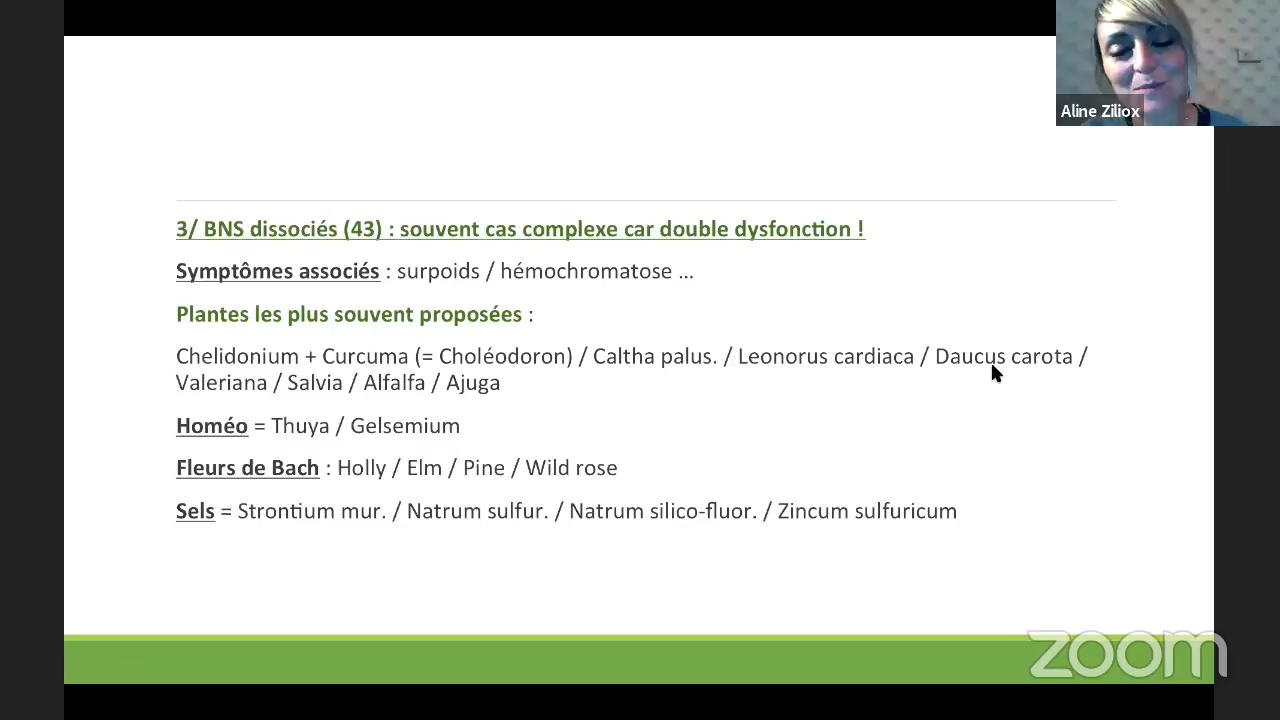 Aline Ziliox
3/ BNS dissociés (43) : souvent cas complexe car double dysfonction !
Symptômes associés : surpoids / hémochromatose ...
Plantes les plus souvent proposées :
Chelidonium + Curcuma (= Choléodoron) / Caltha palus. / Leonorus cardiaca / Daucus carota /
Valeriana / Salvia / Alfalfa / Ajuga
Homéo = Thuya / Gelsemium
Fleurs de Bach : Holly / Elm / Pine / Wild rose
Sels = Strontium mur. / Natrum sulfur. / Natrum silico-fluor. / Zincum sulfuricum
zoom